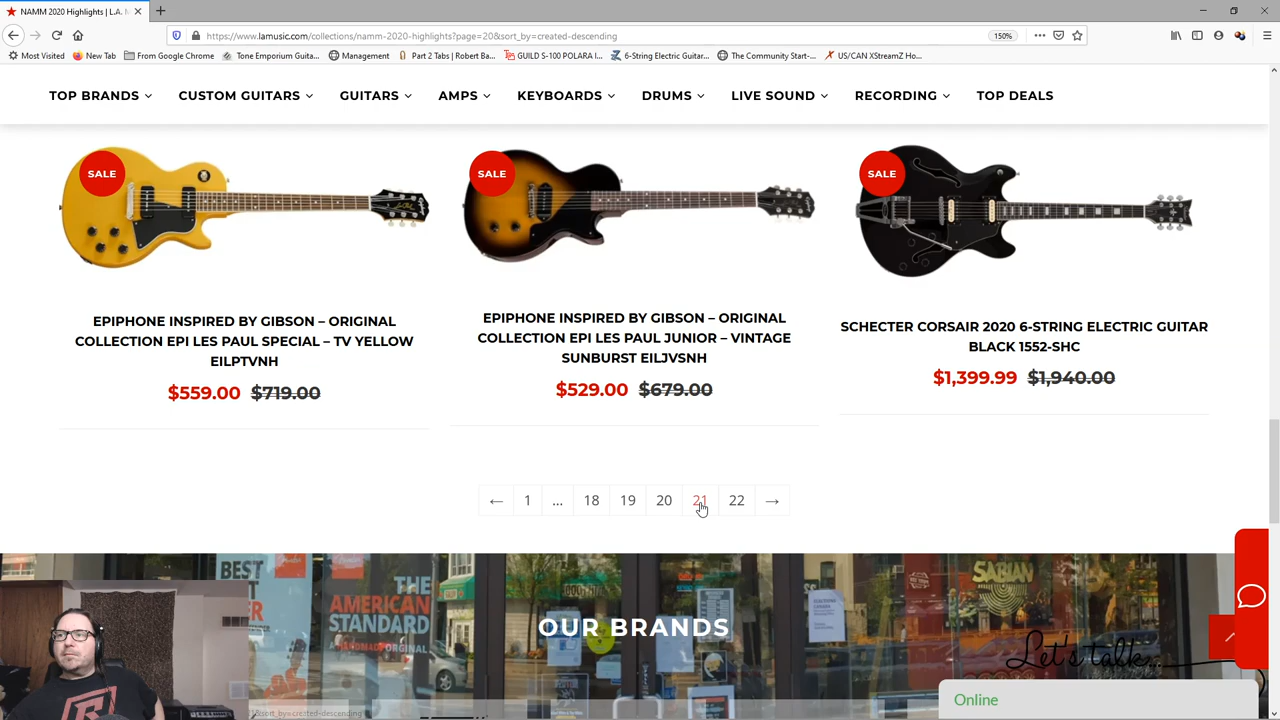 NAMM 2020 Highlights | L.A. M
https://www.lamusic.com/collections/namm-2020-highlights?page=20&sort_by=created-descending
150%
Most Visited New Tab From Google Chrome Tone Emporium Guita... Management Part 2 Tabs | Robert Ba... GUILD S-100 POLARA I... 6-String Electric Guitar... The Community Start-... US/CAN XStreamZ Ho...
TOP BRANDS CUSTOM GUITARS GUITARS AMPS KEYBOARDS DRUMS LIVE SOUND RECORDING TOP DEALS
SALE
SALE
SALE
EPIPHONE INSPIRED BY GIBSON – ORIGINAL
COLLECTION EPI LES PAUL SPECIAL – TV YELLOW
EILPTVNH
$559.00 $719.00
EPIPHONE INSPIRED BY GIBSON – ORIGINAL
COLLECTION EPI LES PAUL JUNIOR – VINTAGE
SUNBURST EILJVSNH
$529.00 $679.00
SCHECTER CORSAIR 2020 6-STRING ELECTRIC GUITAR
BLACK 1552-SHC
$1,399.99 $1,940.00
← 1 ... 18 19 20 21 22 →
BEST
THE
AMERICAN
STANDARD
SABIAN
OUR BRANDS
Let's talk...
Online